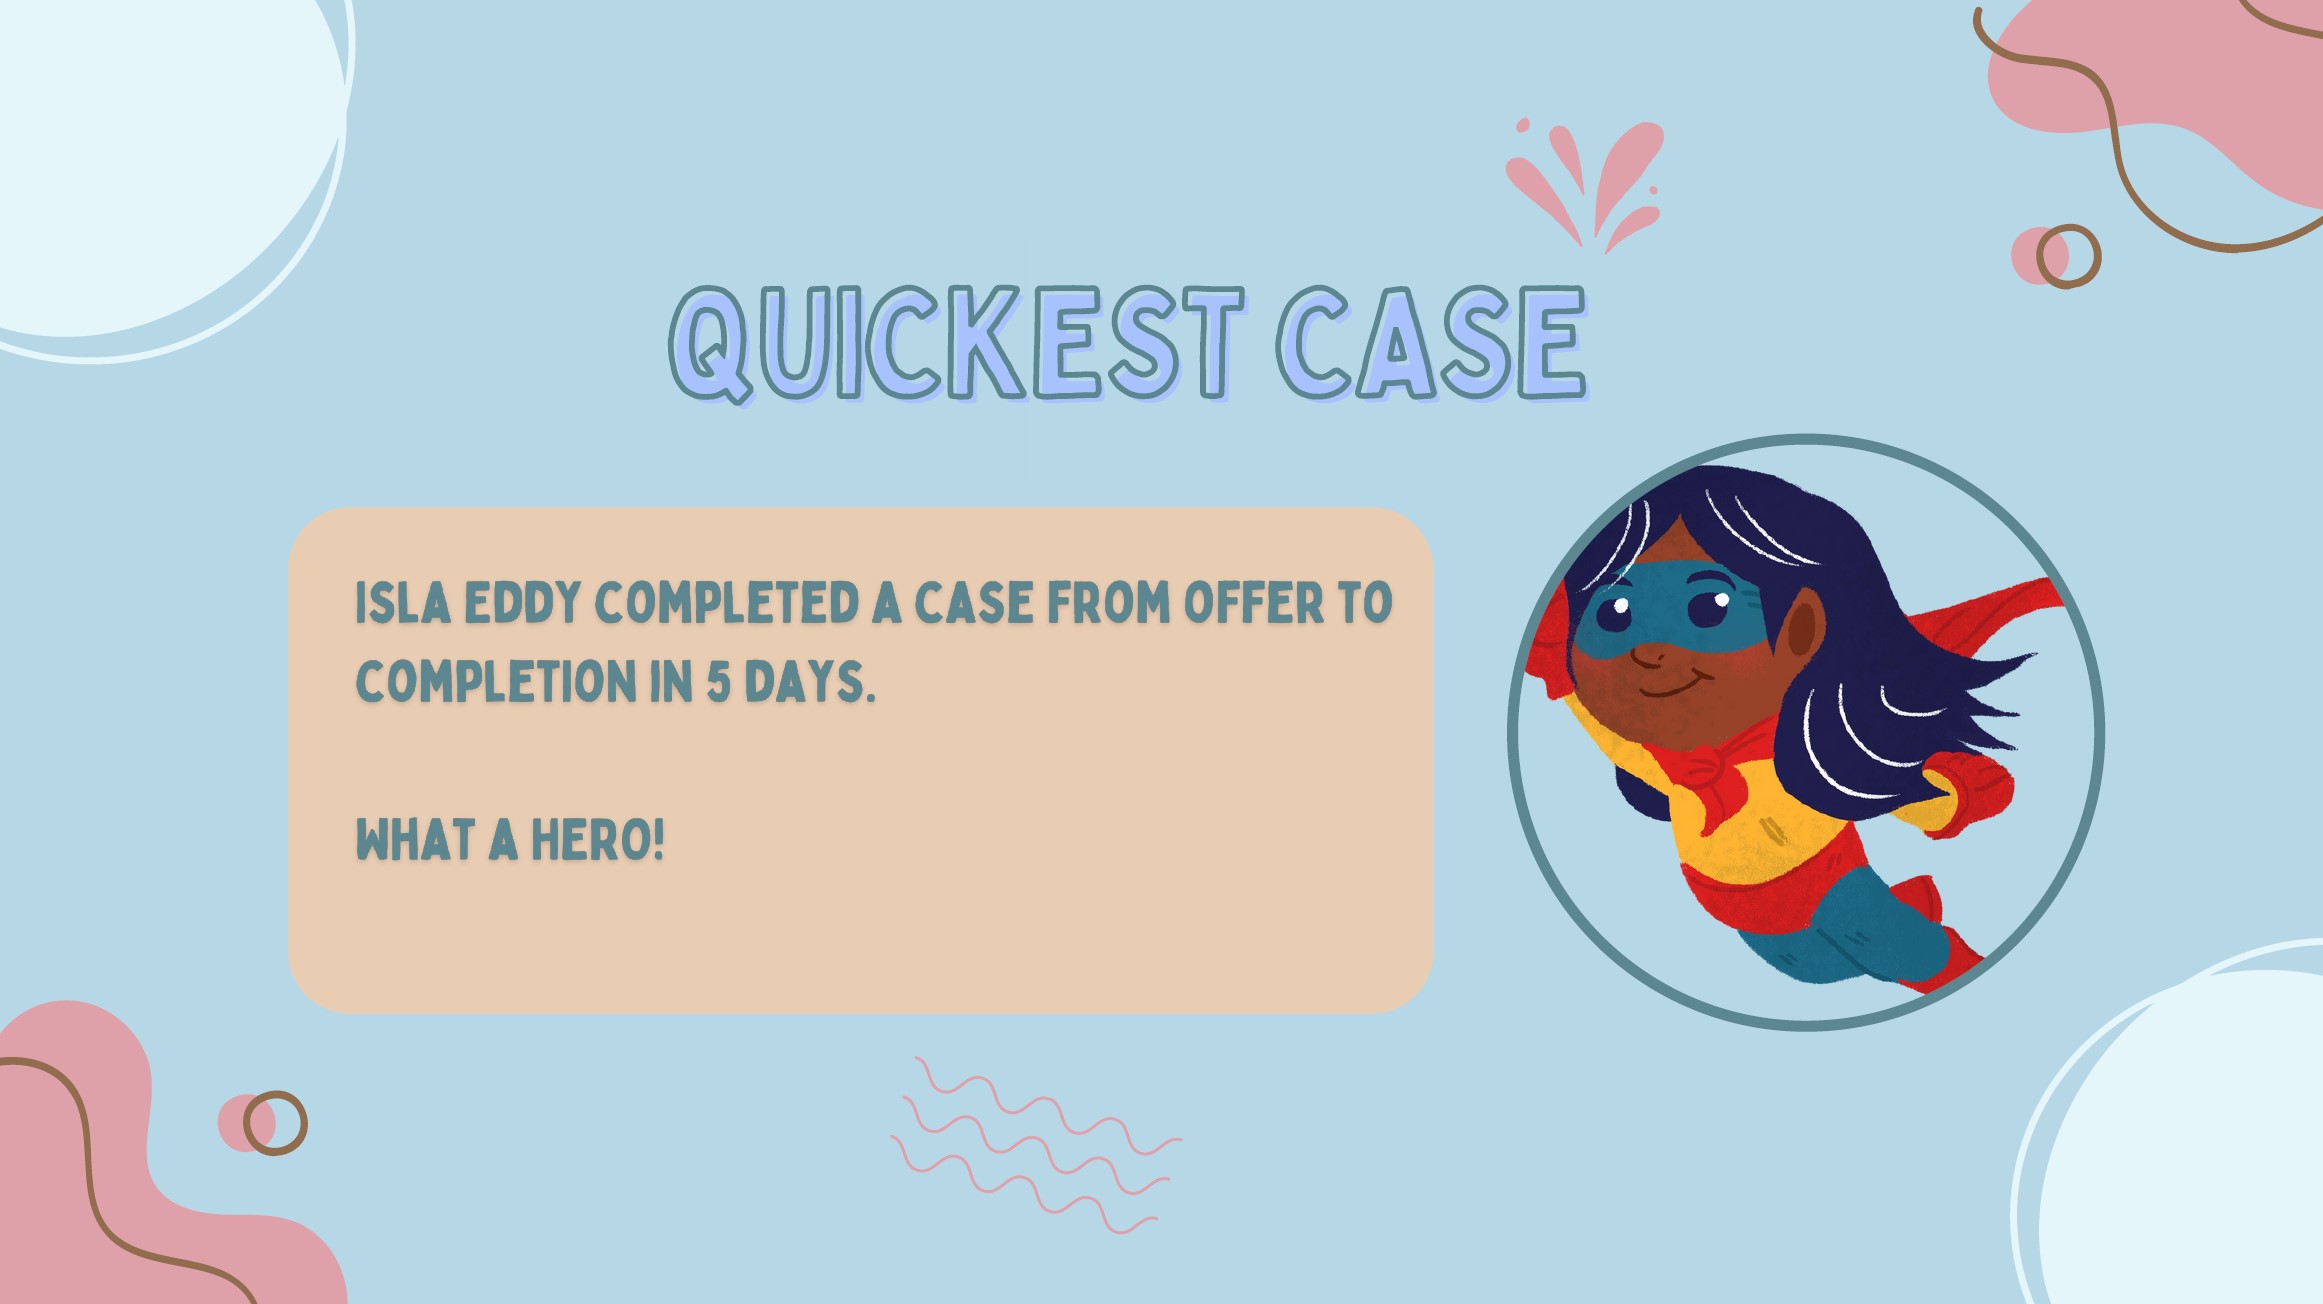 QUICKEST CASE
ISLA EDDY COMPLETED A CASE FROM OFFER TO
COMPLETION IN 5 DAYS.
WHAT A HERO!